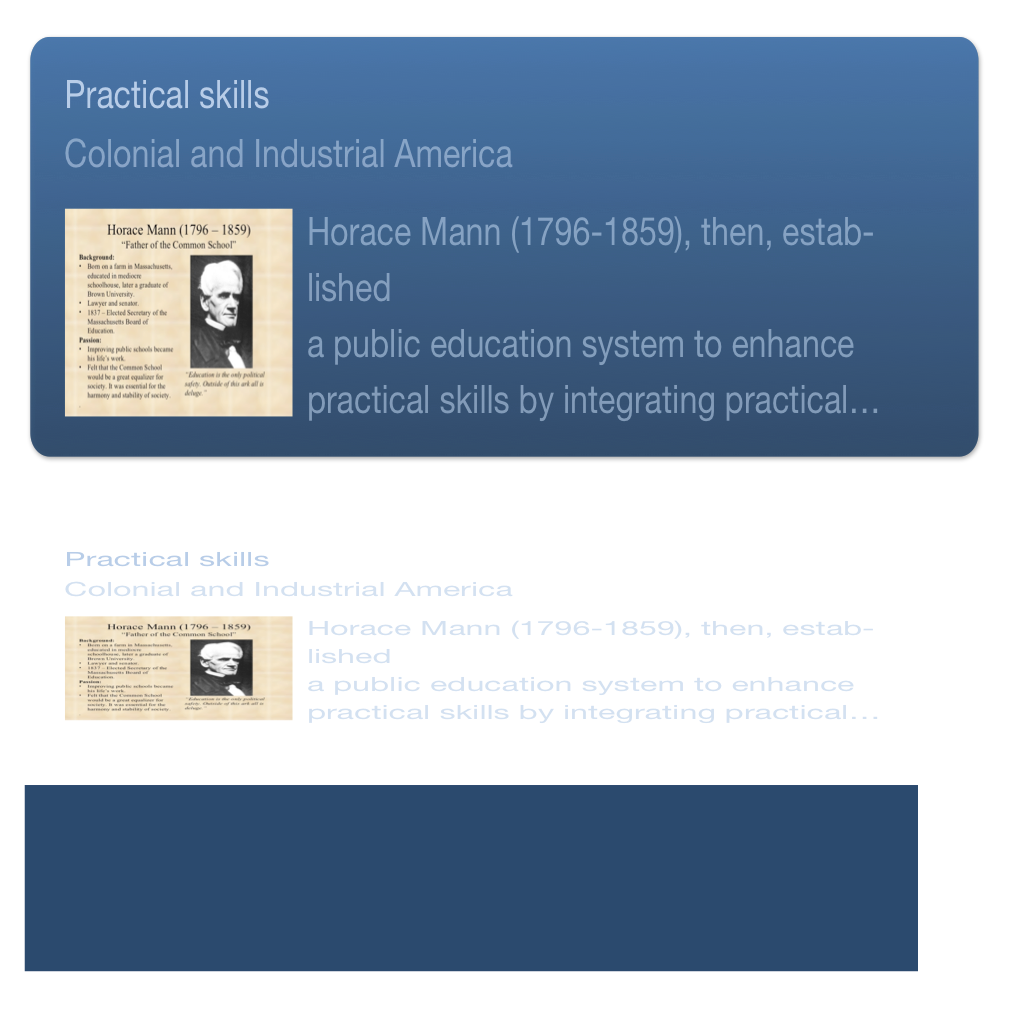 Practical skills
Colonial and Industrial America
Horace Mann (1796 – 1859)
“Father of the Common School”
Background:
• Born on a farm in Massachusetts,
educated in mediocre
schoolhouse, later a graduate of
Brown University.
• Lawyer and senator.
• 1837 – Elected Secretary of the
Massachusetts Board of
Education.
Passion:
• Improving public schools became
his life’s work.
• Felt that the Common School
would be a great equalizer for
society. It was essential for the
harmony and stability of society.
“Education is the only political
safety. Outside of this ark all is
deluge.”
Horace Mann (1796-1859), then, estab-
lished
a public education system to enhance
practical skills by integrating practical…
Practical skills
Colonial and Industrial America
Horace Mann (1796 – 1859)
“Father of the Common School”
Background:
• Born on a farm in Massachusetts,
educated in mediocre
schoolhouse, later a graduate of
Brown University.
• Lawyer and senator.
• 1837 – Elected Secretary of the
Massachusetts Board of
Education.
Passion:
• Improving public schools became
his life’s work.
• Felt that the Common School
would be a great equalizer for
society. It was essential for the
harmony and stability of society.
“Education is the only political
safety. Outside of this ark all is
deluge.”
Horace Mann (1796-1859), then, estab-
lished
a public education system to enhance
practical skills by integrating practical…